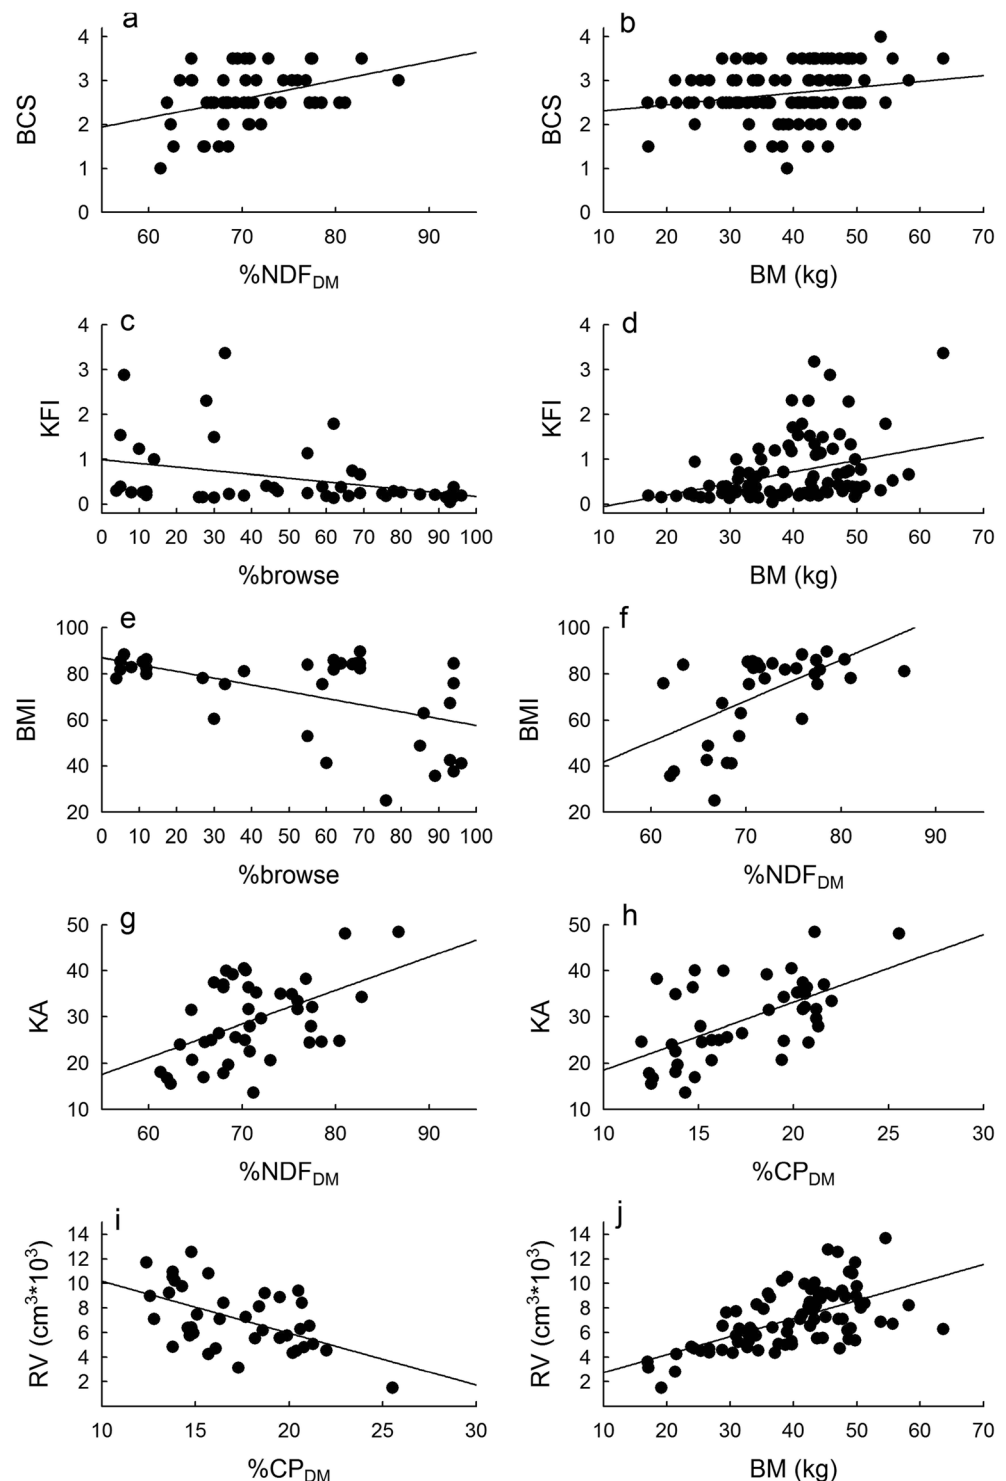 a
b
4
3
2
1
0
BCS
60 70 80 90
%NDFDM
4
3
2
1
0
BCS
10 20 30 40 50 60 70
BM (kg)
c
d
4
3
2
1
0
KFI
0 10 20 30 40 50 60 70 80 90 100
%browse
4
3
2
1
0
KFI
10 20 30 40 50 60 70
BM (kg)
e
f
100
80
60
40
20
BMI
0 10 20 30 40 50 60 70 80 90 100
%browse
100
80
60
40
20
BMI
60 70 80 90
%NDFDM
g
h
50
40
30
20
10
KA
60 70 80 90
%NDFDM
50
40
30
20
10
KA
10 15 20 25 30
%CPDM
i
j
14
12
10
8
6
4
2
RV (cm³*10³)
10 15 20 25 30
%CPDM
14
12
10
8
6
4
2
RV (cm³*10³)
10 20 30 40 50 60 70
BM (kg)